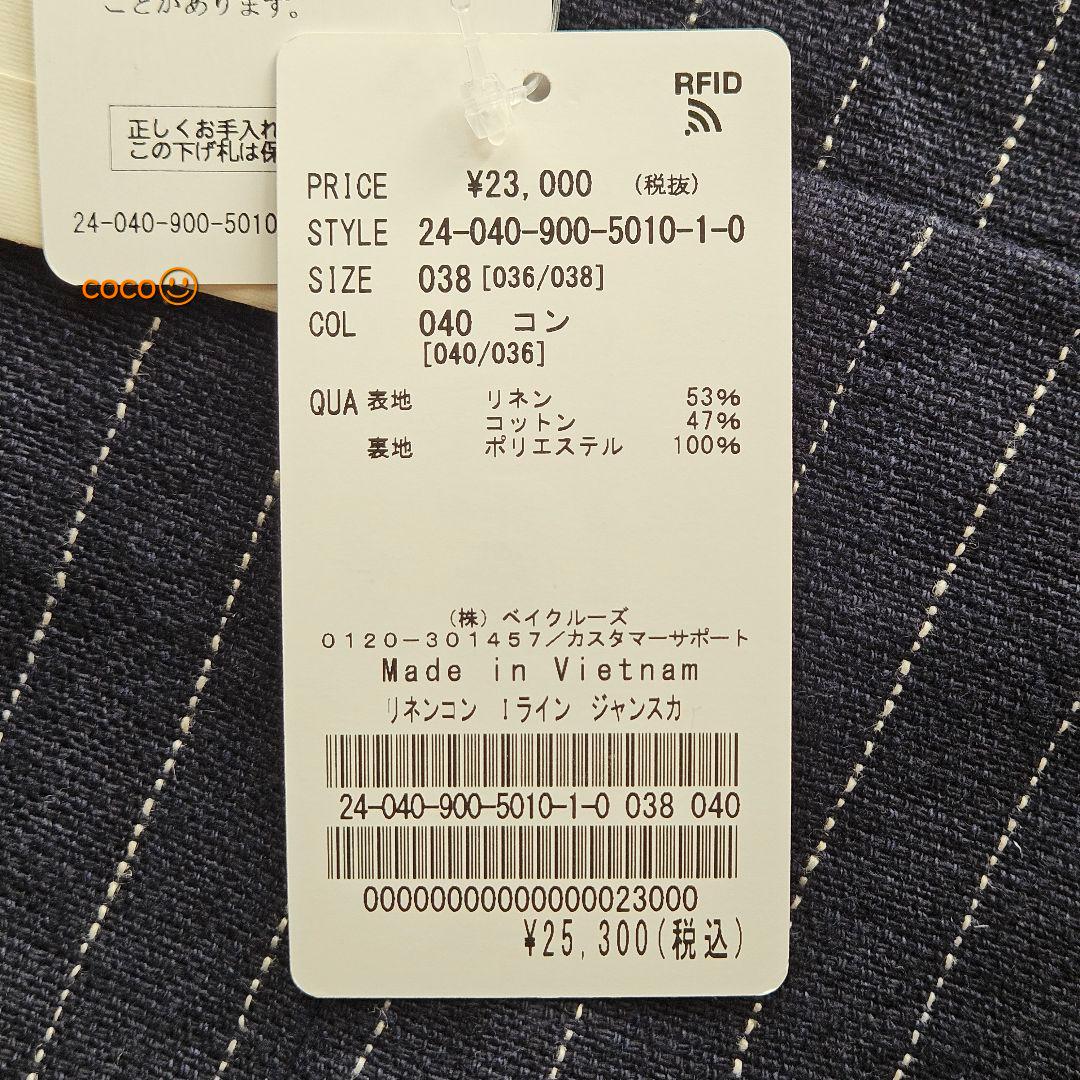 ことがあります。
正しくお手入れ
この下げ札は保
24-040-900-5010
coco
RFID
PRICE ¥23,000 (税抜)
STYLE 24-040-900-5010-1-0
SIZE 038 [036/038]
COL 040 コン
[040/036]
QUA 表地 リネン 53%
コットン 47%
裏地 ポリエステル 100%
(株) ベイクルーズ
0120-301457/カスタマーサポート
Made in Vietnam
リネンコン Iライン ジャンスカ
24-040-900-5010-1-0 038 040
00000000000000023000
¥25,300(税込)